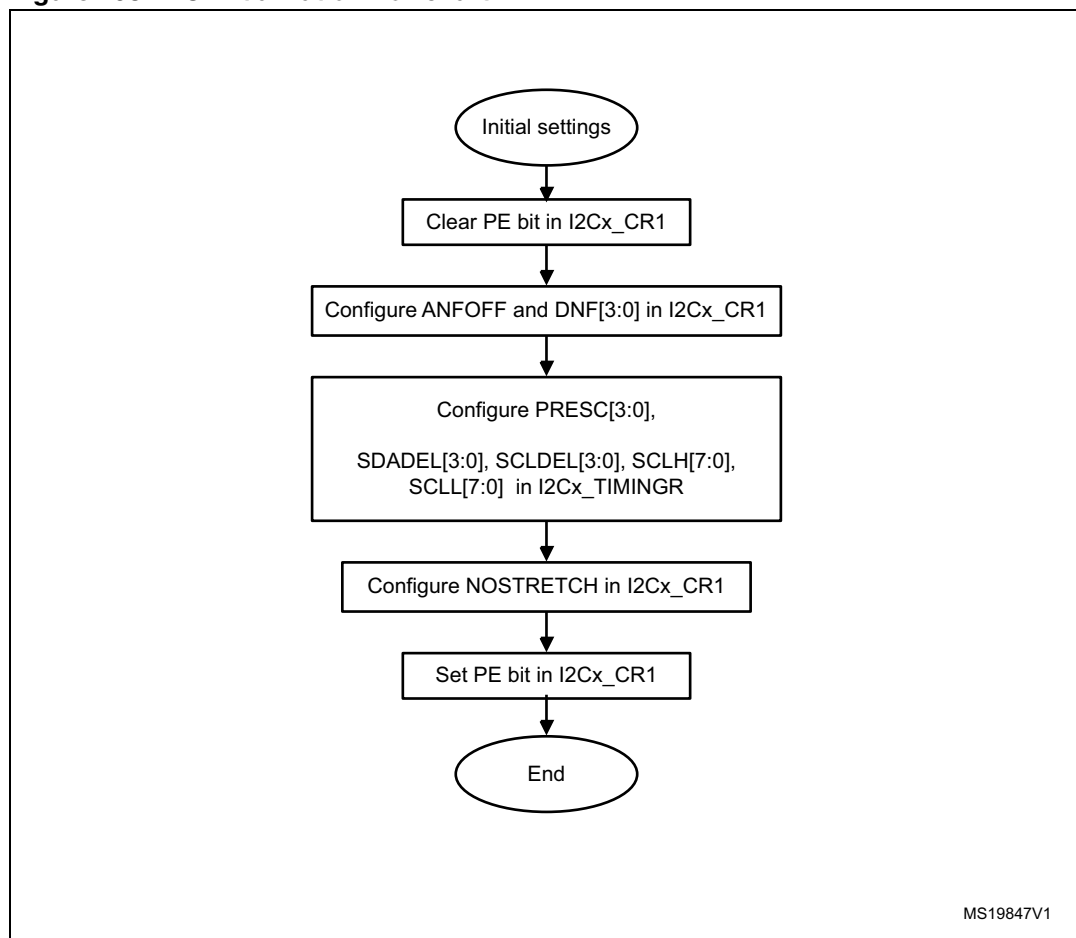 Initial settings
Clear PE bit in I2Cx_CR1
Configure ANFOFF and DNF[3:0] in I2Cx_CR1
Configure PRESC[3:0],
SDADEL[3:0], SCLDEL[3:0], SCLH[7:0],
SCLL[7:0] in I2Cx_TIMINGR
Configure NOSTRETCH in I2Cx_CR1
Set PE bit in I2Cx_CR1
End
MS19847V1